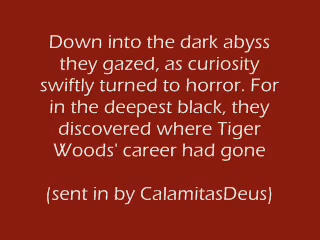 Down into the dark abyss
they gazed, as curiosity
swiftly turned to horror. For
in the deepest black, they
discovered where Tiger
Woods' career had gone
(sent in by CalamitasDeus)